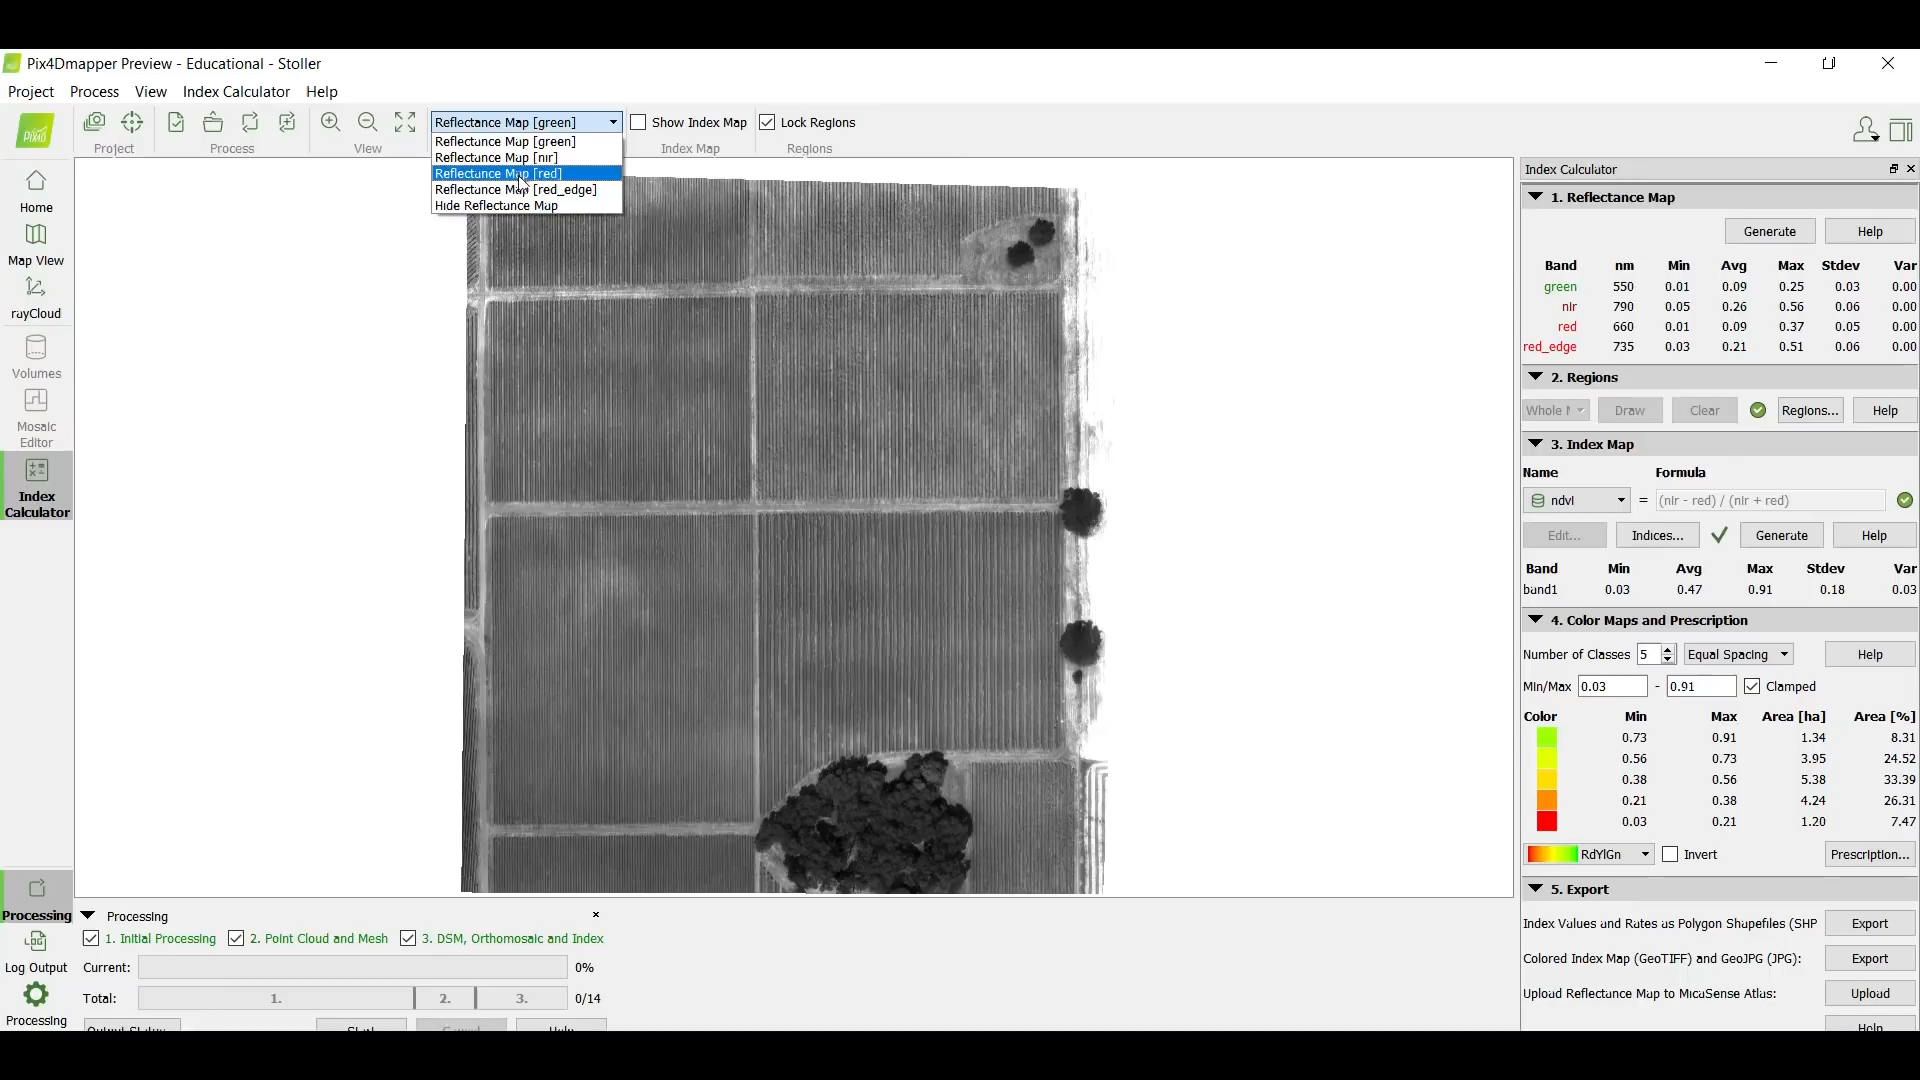 Pix4Dmapper Preview - Educational - Stoller
Project Process View Index Calculator Help
PIX4D
Reflectance Map [green] Show Index Map Lock Regions
Project Process View Index Map Regions
Reflectance Map [green]
Reflectance Map [nir]
Reflectance Map [red]
Reflectance Map [red_edge]
Hide Reflectance Map
Home
Map View
rayCloud
Volumes
Mosaic
Editor
Index
Calculator
Processing
Log Output
Processing
Index Calculator
1. Reflectance Map
Generate Help
Band nm Min Avg Max Stdev Var
green 550 0.01 0.09 0.25 0.03 0.00
nir 790 0.05 0.26 0.56 0.06 0.00
red 660 0.01 0.09 0.37 0.05 0.00
red_edge 735 0.03 0.21 0.51 0.06 0.00
2. Regions
Whole Draw Clear Regions... Help
3. Index Map
Name Formula
ndvi = (nir - red) / (nir + red)
Edit... Indices... Generate Help
Band Min Avg Max Stdev Var
band1 0.03 0.47 0.91 0.18 0.03
4. Color Maps and Prescription
Number of Classes 5 Equal Spacing Help
Min/Max 0.03 - 0.91 Clamped
Color Min Max Area [ha] Area [%]
0.73 0.91 1.34 8.31
0.56 0.73 3.95 24.52
0.38 0.56 5.38 33.39
0.21 0.38 4.24 26.31
0.03 0.21 1.20 7.47
RdYlGn Invert Prescription...
5. Export
Index Values and Rates as Polygon Shapefiles (SHP Export
Colored Index Map (GeoTIFF) and GeoJPG (JPG): Export
Upload Reflectance Map to MicaSense Atlas: Upload
Help
Processing
1. Initial Processing 2. Point Cloud and Mesh 3. DSM, Orthomosaic and Index
Current: 0%
Total: 1. 2. 3. 0/14
Output Status Start Cancel Help